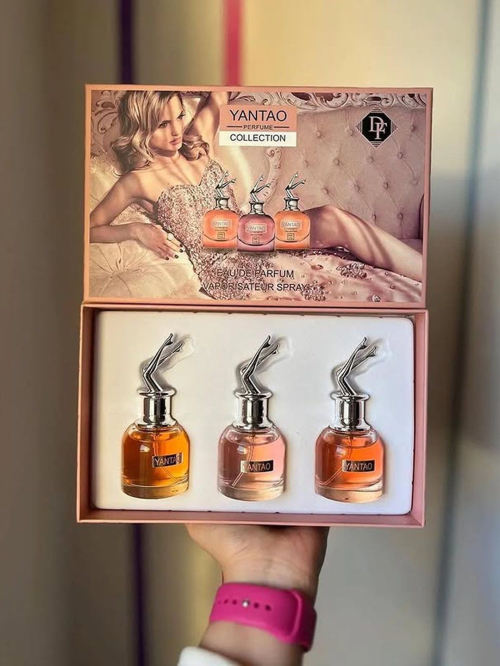 YANTAO
PERFUME
COLLECTION
DF
EAU DE PARFUM
VAPORISATEUR SPRAY
YANTAO
YANTAO
YANTAO